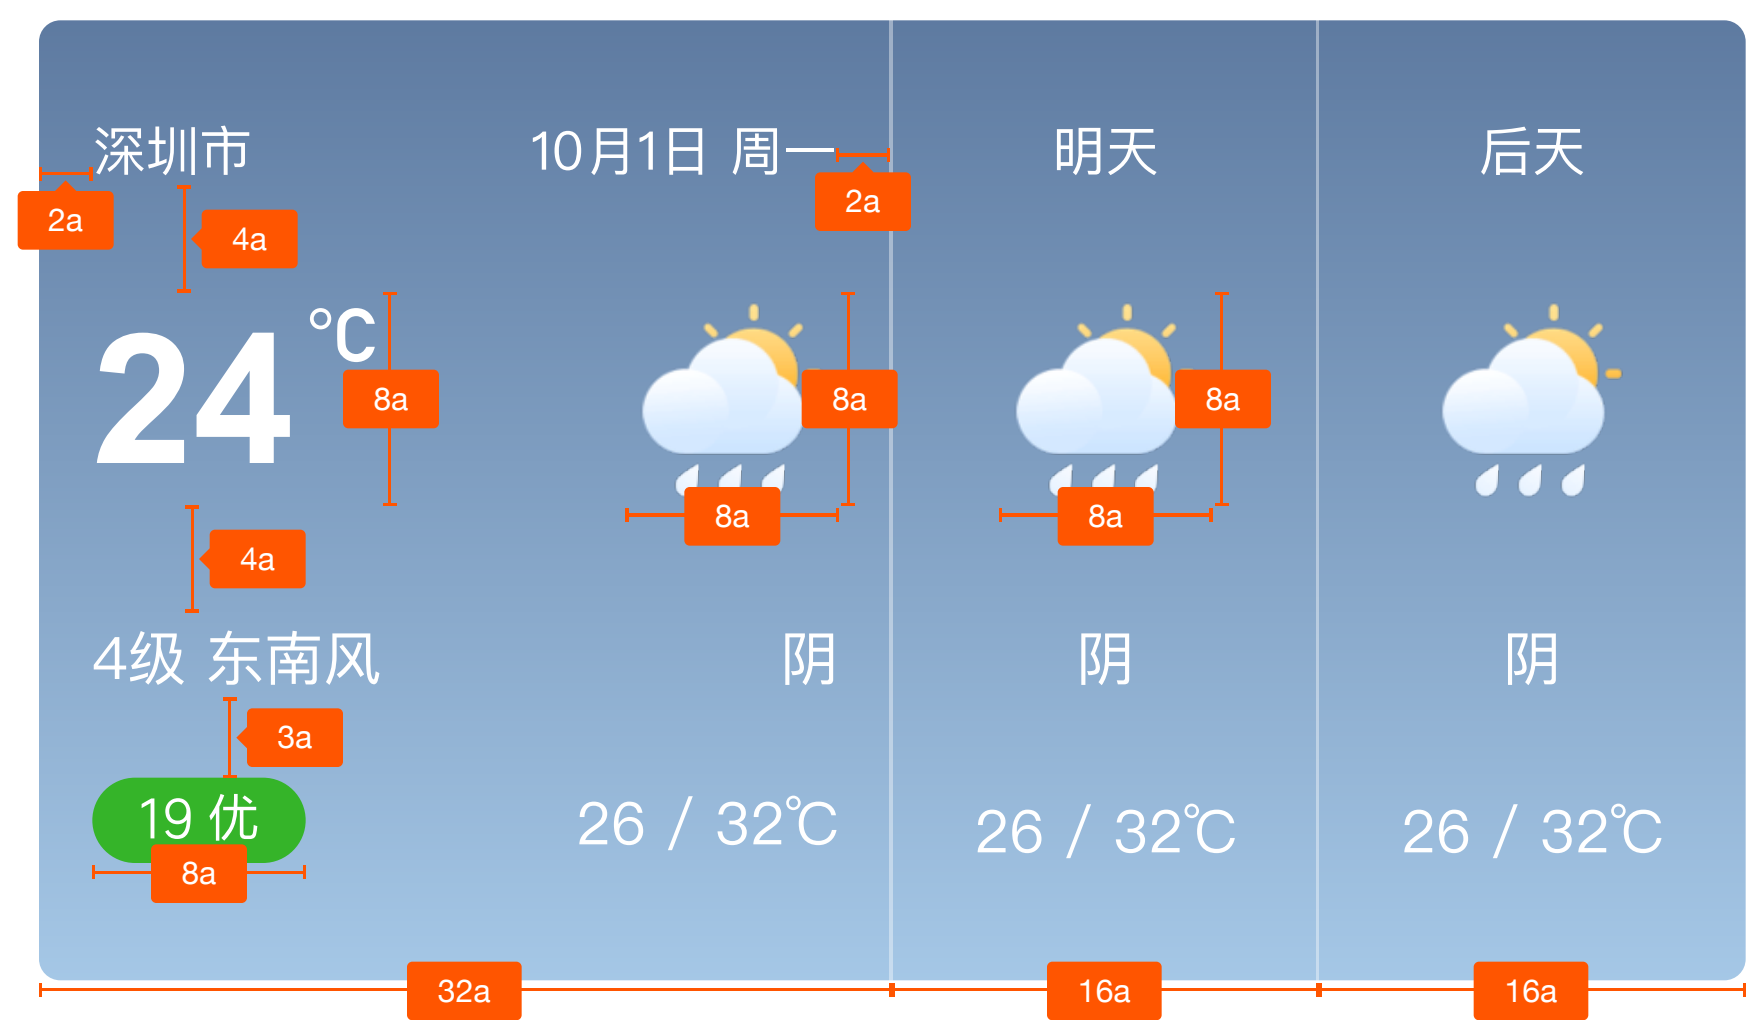 深圳市
10月1日 周一
明天
后天
2a
2a
4a
24
°C
8a
8a
8a
8a
8a
4a
4级 东南风
阴
阴
阴
3a
19 优
26 / 32℃
26 / 32℃
26 / 32℃
8a
32a
16a
16a